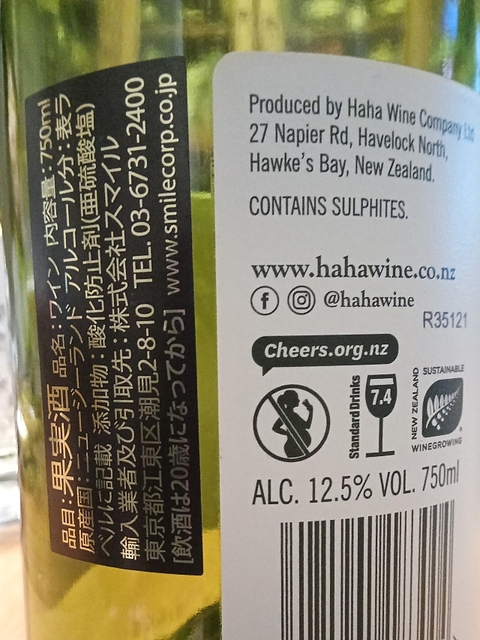 品目:果実酒 品名:ワイン 内容量:750ml
原産国:ニュージーランド アルコール分:表ラ
ベルに記載 添加物:酸化防止剤(亜硫酸塩)
輸入業者及び引取先:株式会社スマイル
東京都江東区潮見2-8-10 TEL. 03-6731-2400
[飲酒は20歳になってから] www.smilecorp.co.jp
Produced by Haha Wine Company Ltd
27 Napier Rd, Havelock North,
Hawke's Bay, New Zealand.
CONTAINS SULPHITES.
www.hahawine.co.nz
@hahawine
R35121
Cheers.org.nz
Standard Drinks
7.4
NEW ZEALAND
SUSTAINABLE
WINEGROWING
ALC. 12.5% VOL. 750ml